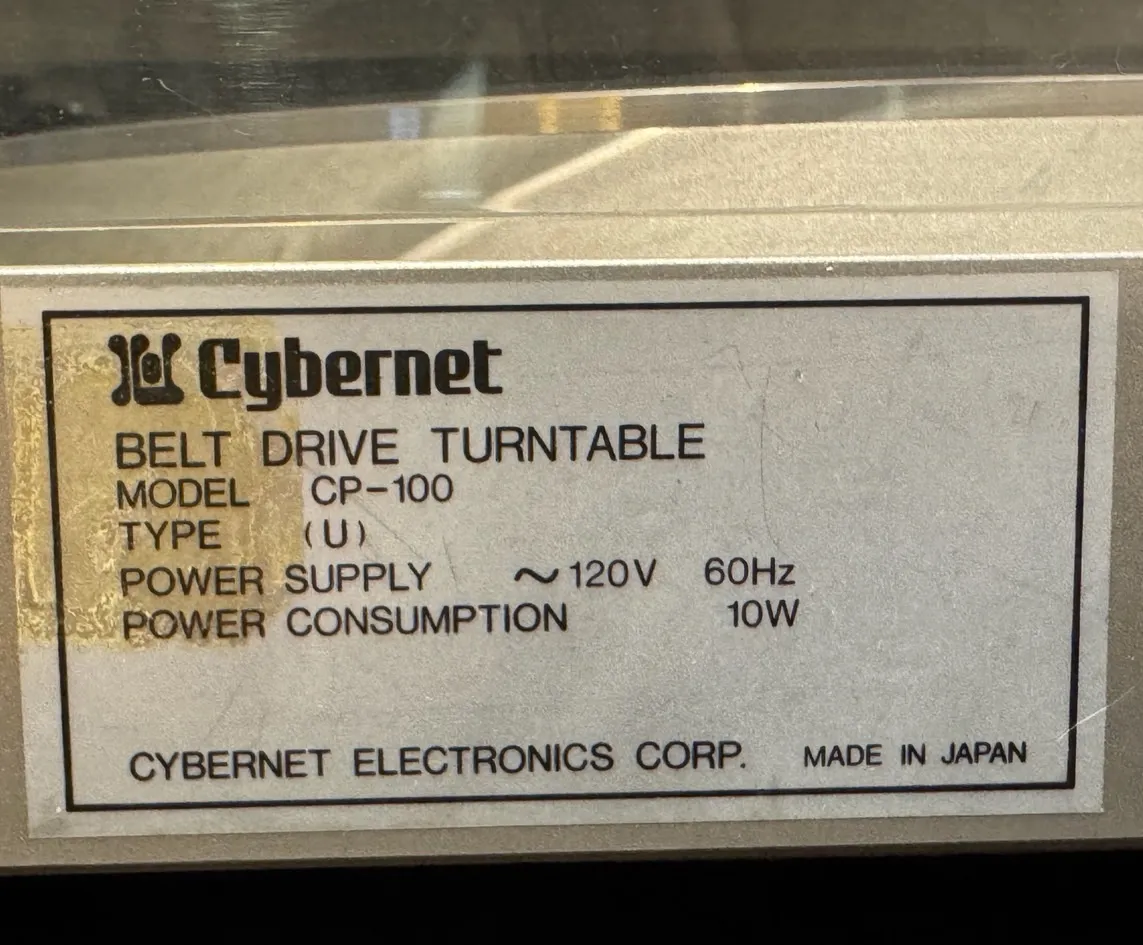 Cybernet
BELT DRIVE TURNTABLE
MODEL CP-100
TYPE (U)
POWER SUPPLY ~120V 60Hz
POWER CONSUMPTION 10W
CYBERNET ELECTRONICS CORP. MADE IN JAPAN